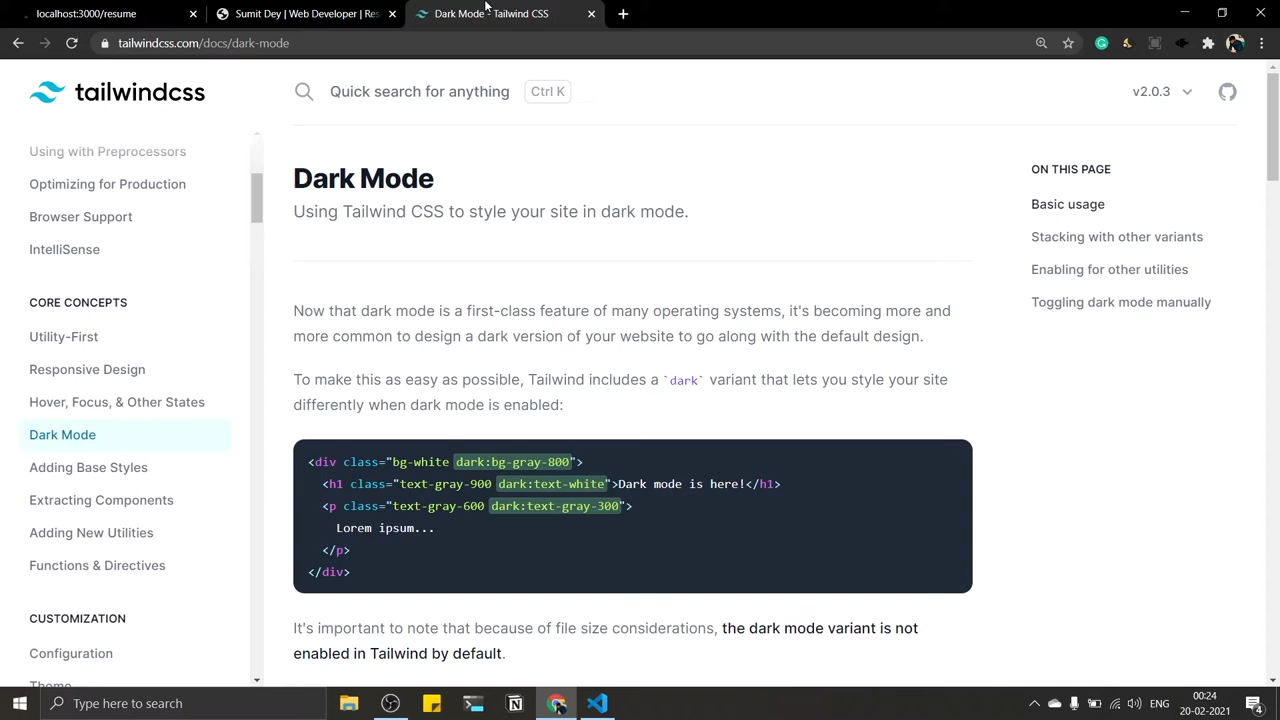 localhost:3000/resume
Sumit Dey | Web Developer | Res
Dark Mode - Tailwind CSS
tailwindcss.com/docs/dark-mode
tailwindcss
Quick search for anything
Ctrl K
v2.0.3
Using with Preprocessors
Optimizing for Production
Browser Support
IntelliSense
CORE CONCEPTS
Utility-First
Responsive Design
Hover, Focus, & Other States
Dark Mode
Adding Base Styles
Extracting Components
Adding New Utilities
Functions & Directives
CUSTOMIZATION
Configuration
Theme
Dark Mode
Using Tailwind CSS to style your site in dark mode.
Now that dark mode is a first-class feature of many operating systems, it's becoming more and
more common to design a dark version of your website to go along with the default design.
To make this as easy as possible, Tailwind includes a `dark` variant that lets you style your site
differently when dark mode is enabled:
<div class="bg-white dark:bg-gray-800">
<h1 class="text-gray-900 dark:text-white">Dark mode is here!</h1>
<p class="text-gray-600 dark:text-gray-300">
Lorem ipsum...
</p>
</div>
It's important to note that because of file size considerations, the dark mode variant is not
enabled in Tailwind by default.
ON THIS PAGE
Basic usage
Stacking with other variants
Enabling for other utilities
Toggling dark mode manually
Type here to search
ENG
00:24
20-02-2021
4